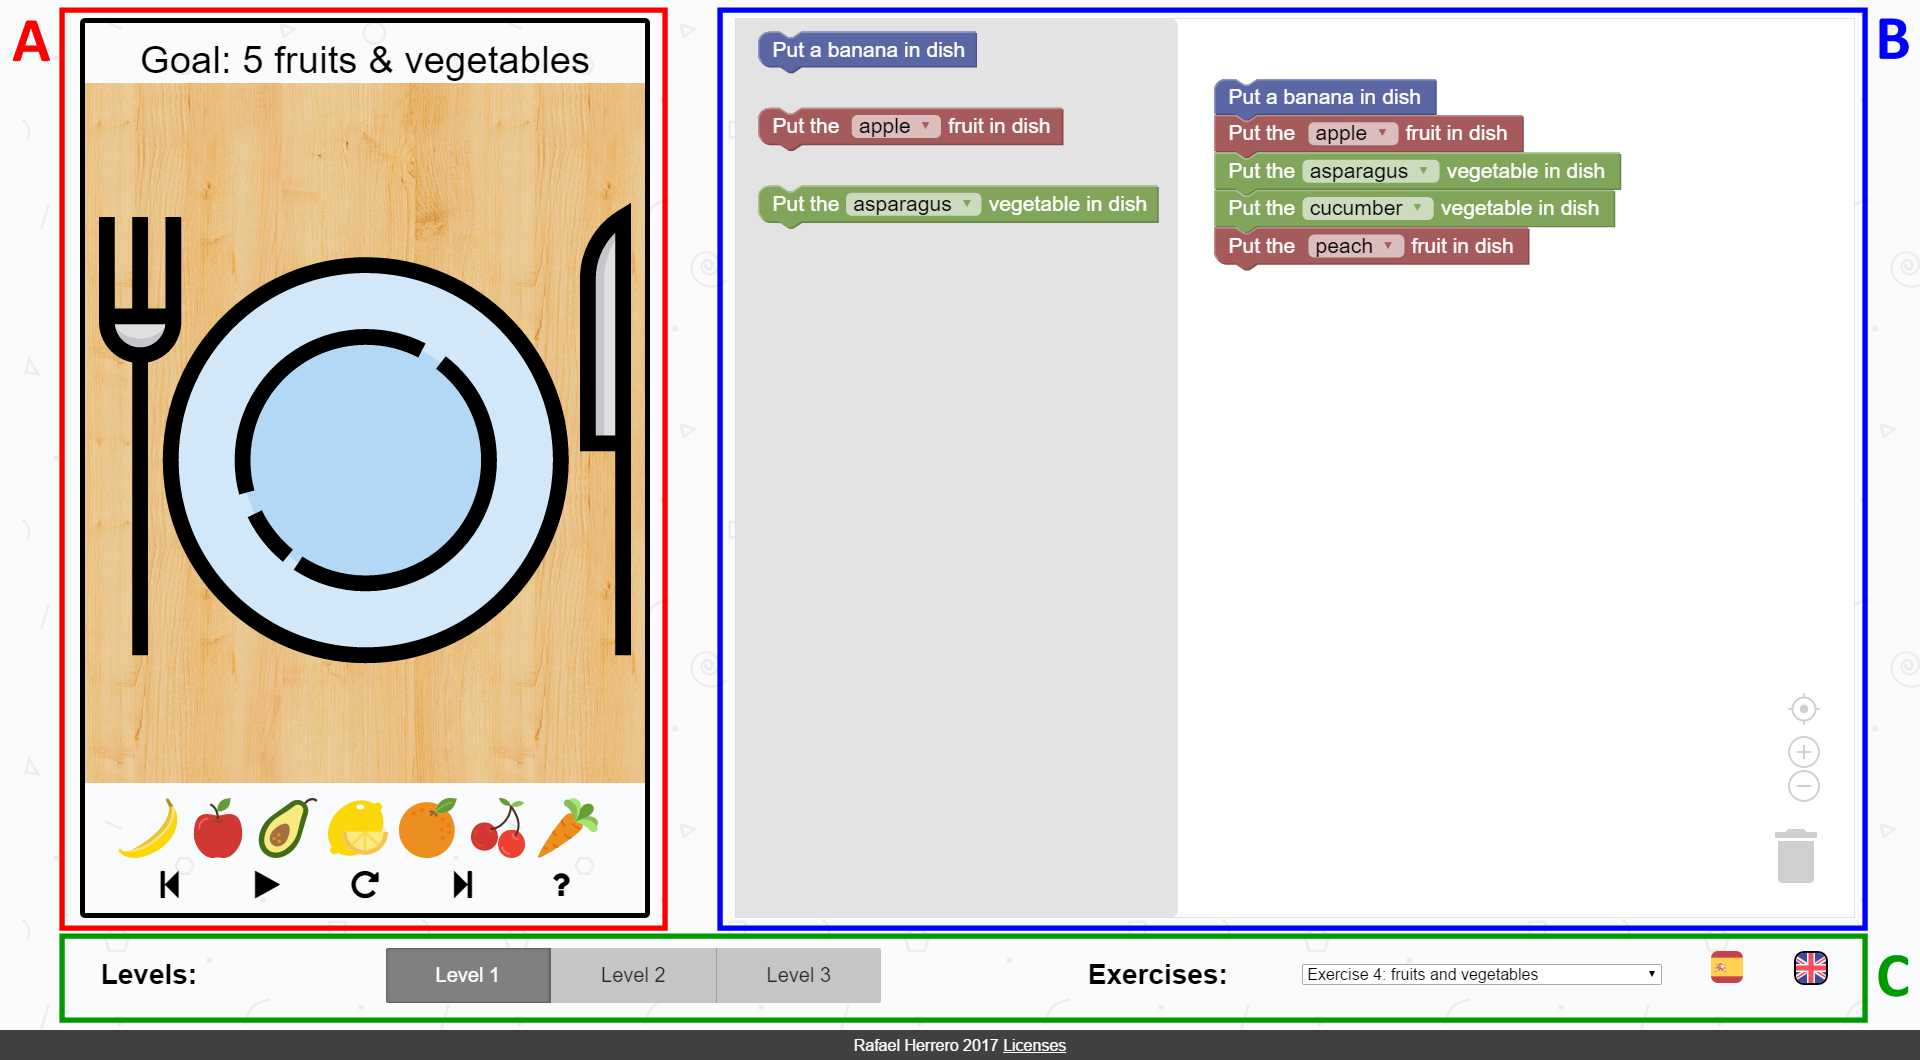 A
Goal: 5 fruits & vegetables
?
B
Put a banana in dish
Put the apple fruit in dish
Put the asparagus vegetable in dish
Put a banana in dish
Put the apple fruit in dish
Put the asparagus vegetable in dish
Put the cucumber vegetable in dish
Put the peach fruit in dish
Levels:
Level 1
Level 2
Level 3
Exercises:
Exercise 4: fruits and vegetables
C
Rafael Herrero 2017 Licenses